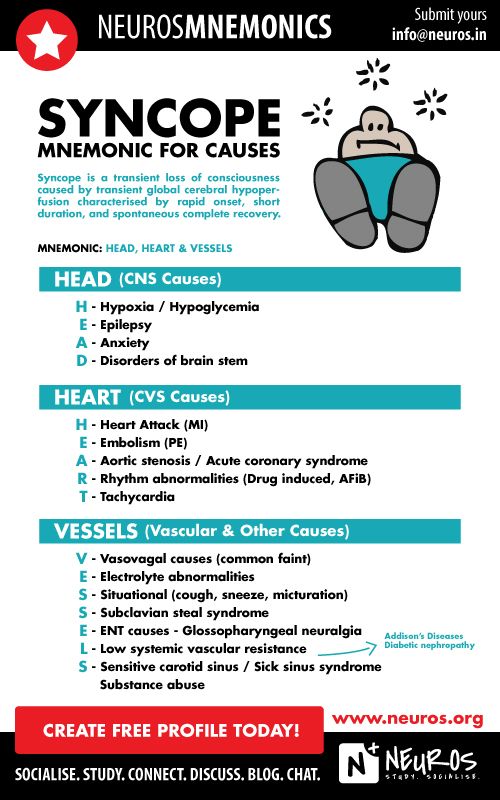 NEUROSMNEMONICS
Submit yours
info@neuros.in
SYNCOPE
MNEMONIC FOR CAUSES
Syncope is a transient loss of consciousness
caused by transient global cerebral hypoper-
fusion characterised by rapid onset, short
duration, and spontaneous complete recovery.
MNEMONIC: HEAD, HEART & VESSELS
HEAD (CNS Causes)
H - Hypoxia / Hypoglycemia
E - Epilepsy
A - Anxiety
D - Disorders of brain stem
HEART (CVS Causes)
H - Heart Attack (MI)
E - Embolism (PE)
A - Aortic stenosis / Acute coronary syndrome
R - Rhythm abnormalities (Drug induced, AFiB)
T - Tachycardia
VESSELS (Vascular & Other Causes)
V - Vasovagal causes (common faint)
E - Electrolyte abnormalities
S - Situational (cough, sneeze, micturation)
S - Subclavian steal syndrome
E - ENT causes - Glossopharyngeal neuralgia
L - Low systemic vascular resistance
Addison's Diseases
Diabetic nephropathy
S - Sensitive carotid sinus / Sick sinus syndrome
Substance abuse
CREATE FREE PROFILE TODAY!
www.neuros.org
SOCIALISE. STUDY. CONNECT. DISCUSS. BLOG. CHAT.
N+
NEUROS
STUDY. SOCIALISE.